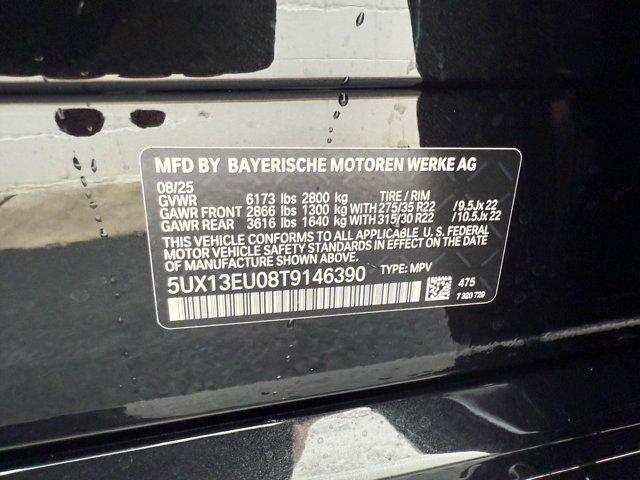 MFD BY BAYERISCHE MOTOREN WERKE AG
08/25
GVWR 6173 lbs 2800 kg TIRE / RIM
GAWR FRONT 2866 lbs 1300 kg WITH 275/35 R22 /9.5Jx 22
GAWR REAR 3616 lbs 1640 kg WITH 315/30 R22 /10.5Jx 22
THIS VEHICLE CONFORMS TO ALL APPLICABLE U. S. FEDERAL
MOTOR VEHICLE SAFETY STANDARDS IN EFFECT ON THE DATE
OF MANUFACTURE SHOWN ABOVE.
5UX13EU08T9146390 TYPE: MPV
475
7 320 729